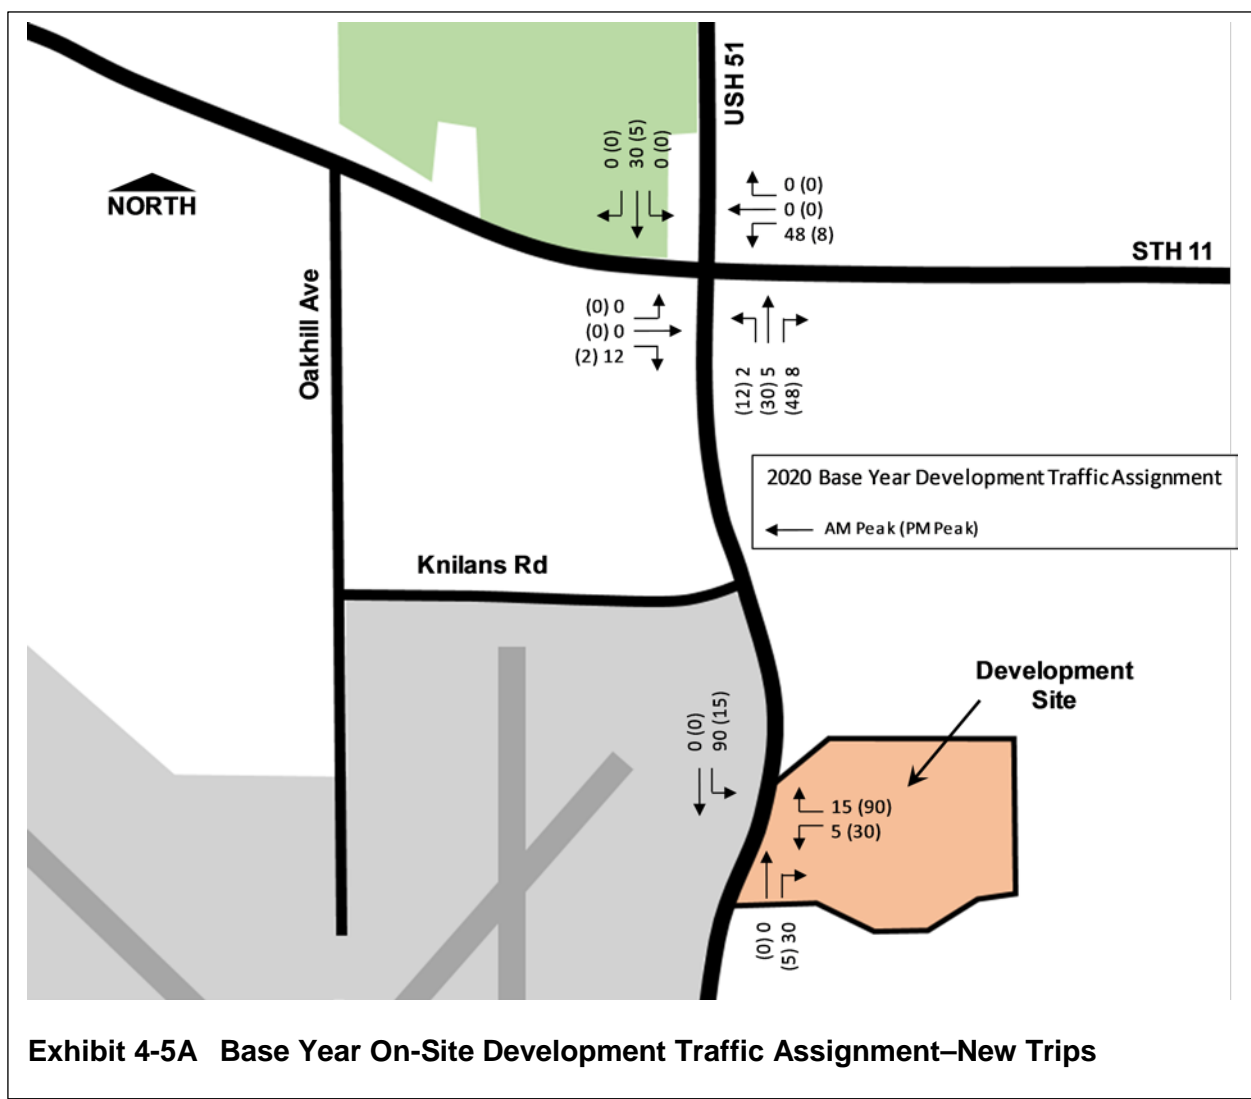 USH 51
0 (0)
30 (5)
0 (0)
0 (0)
0 (0)
48 (8)
NORTH
STH 11
Oakhill Ave
(0) 0
(0) 0
(2) 12
(12) 2
(30) 5
(48) 8
2020 Base Year Development Traffic Assignment
AM Peak (PM Peak)
Knilans Rd
Development
Site
0 (0)
90 (15)
15 (90)
5 (30)
(0) 0
(5) 30
Exhibit 4-5A Base Year On-Site Development Traffic Assignment–New Trips